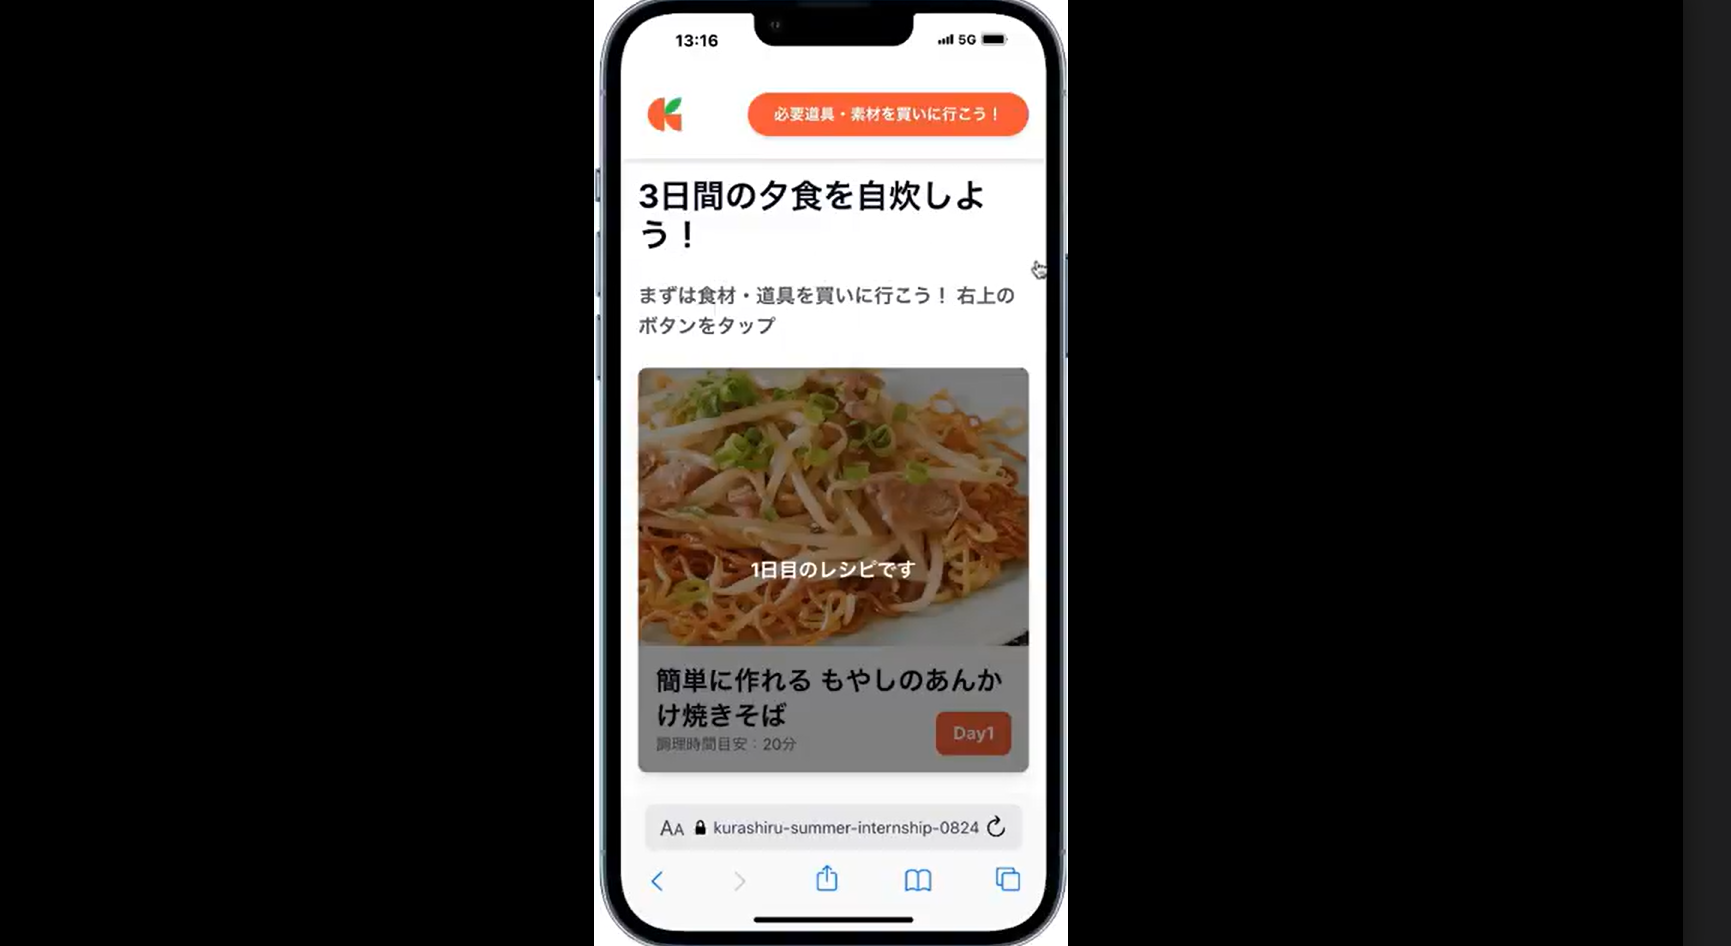 13:16
5G
必要道具・素材を買いに行こう！
3日間の夕食を自炊しよ
う！
まずは食材・道具を買いに行こう！ 右上の
ボタンをタップ
1日目のレシピです
簡単に作れる もやしのあんか
け焼きそば
調理時間目安：20分
Day1
AA kurashiru-summer-internship-0824